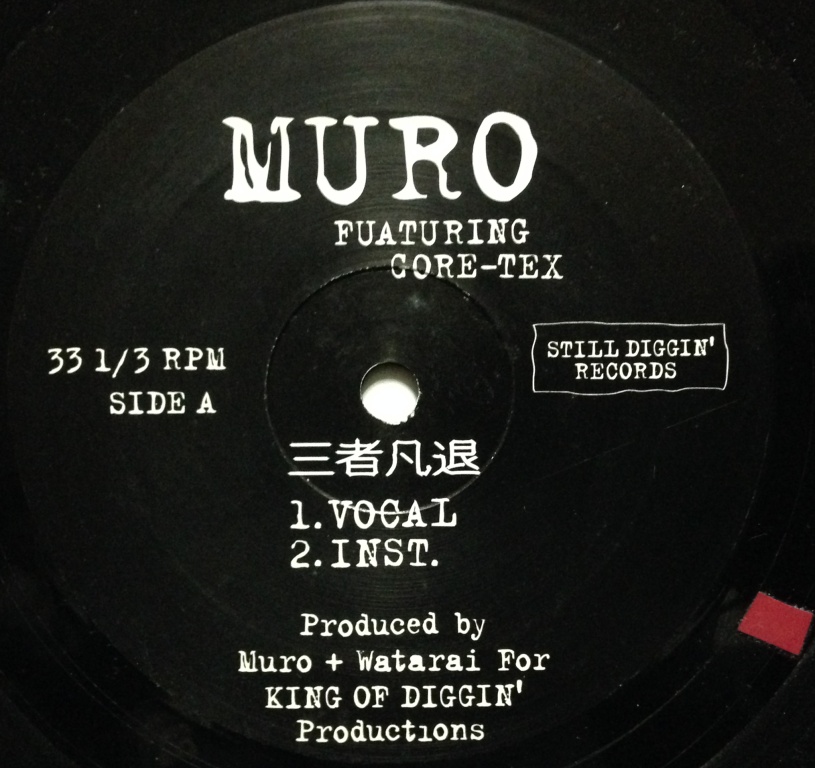 MURO
FUATURING
CORE-TEX
33 1/3 RPM
SIDE A
STILL DIGGIN'
RECORDS
三者凡退
1.VOCAL
2.INST.
Produced by
Muro + Watarai For
KING OF DIGGIN'
Productions